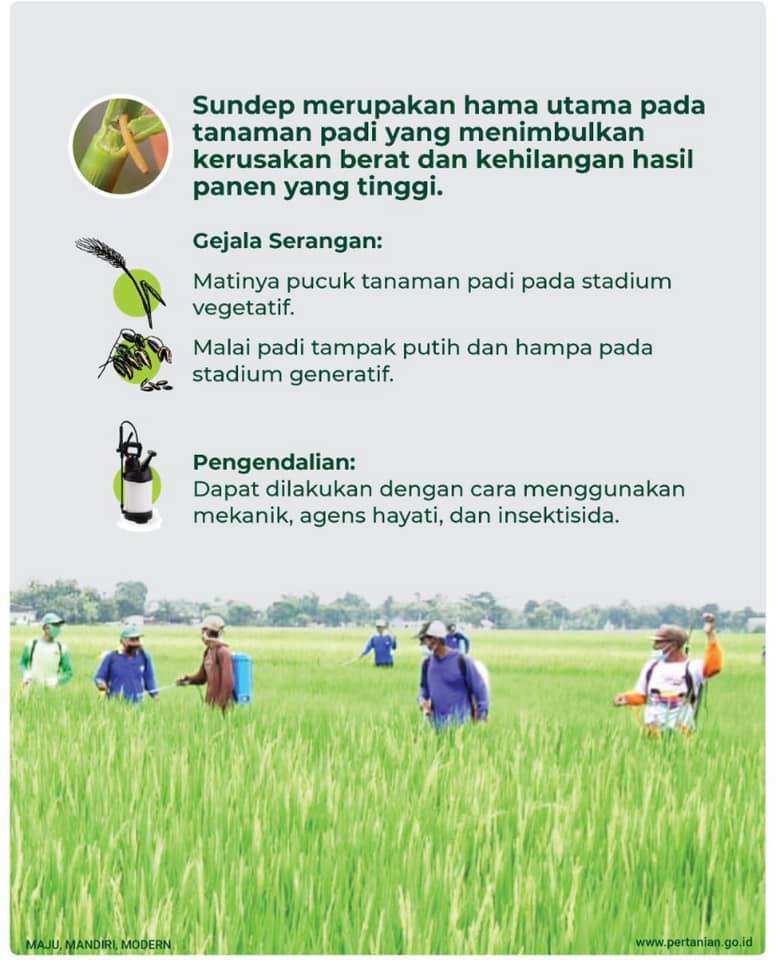 Sundep merupakan hama utama pada
tanaman padi yang menimbulkan
kerusakan berat dan kehilangan hasil
panen yang tinggi.
Gejala Serangan:
Matinya pucuk tanaman padi pada stadium
vegetatif.
Malai padi tampak putih dan hampa pada
stadium generatif.
Pengendalian:
Dapat dilakukan dengan cara menggunakan
mekanik, agens hayati, dan insektisida.
MAJU, MANDIRI, MODERN
www.pertanian.go.id